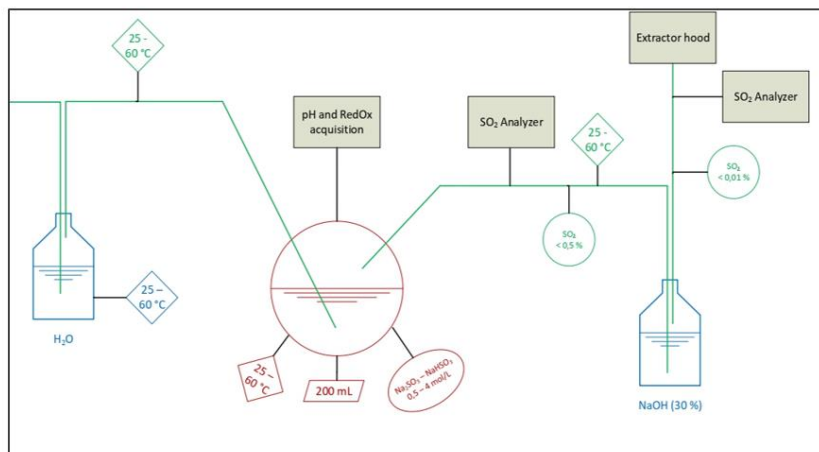 25 -
60 °C
pH and RedOx
acquisition
SO₂ Analyzer
25 -
60 °C
Extractor hood
SO₂ Analyzer
SO₂
< 0,01 %
SO₂
< 0,5 %
25 –
60 °C
H₂O
25 –
60 °C
200 mL
Na₂SO₃ – NaHSO₃
0,5 – 4 mol/L
NaOH (30 %)